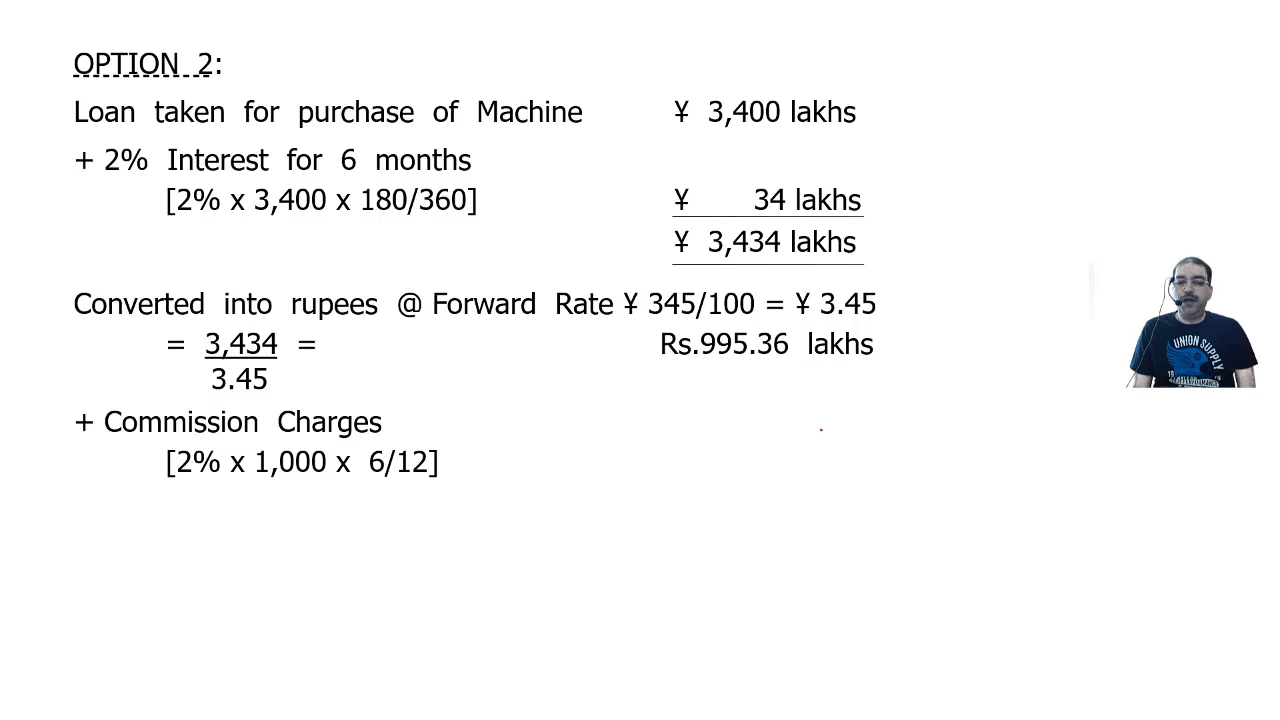 OPTION 2:
Loan taken for purchase of Machine ¥ 3,400 lakhs
+ 2% Interest for 6 months
[2% x 3,400 x 180/360] ¥ 34 lakhs
¥ 3,434 lakhs
Converted into rupees @ Forward Rate ¥ 345/100 = ¥ 3.45
= 3,434 = Rs.995.36 lakhs
3.45
+ Commission Charges
[2% x 1,000 x 6/12]
UNION SUPPLY